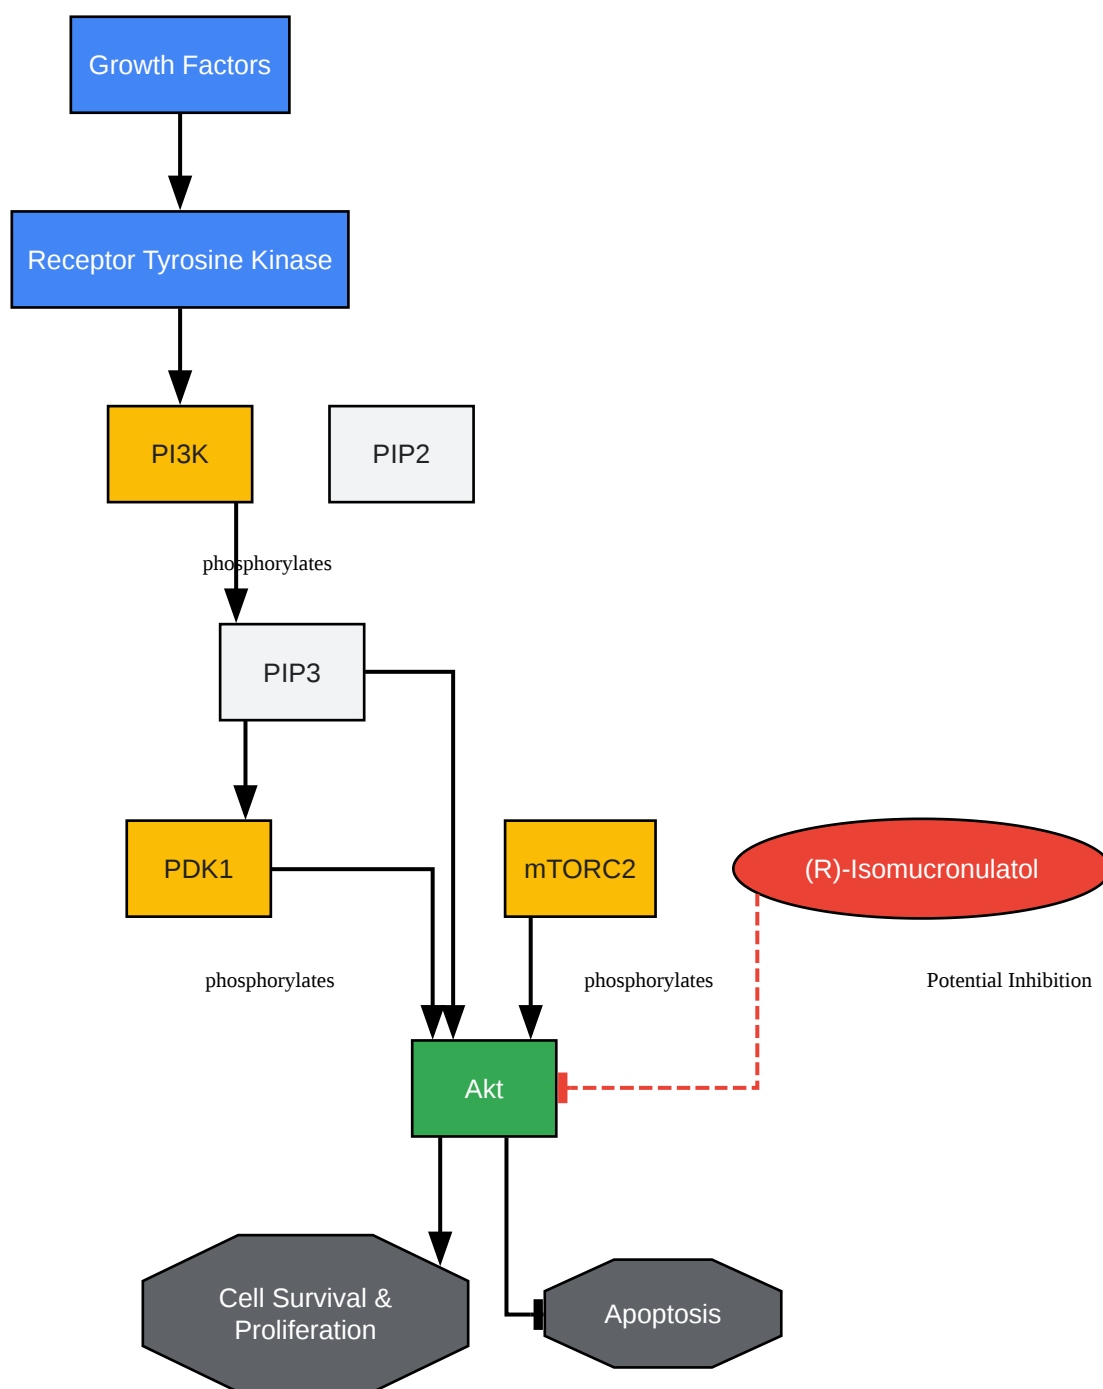 Growth Factors
Receptor Tyrosine Kinase
PI3K
PIP2
phosphorylates
PIP3
PDK1
mTORC2
(R)-Isomucronulatol
phosphorylates
phosphorylates
Potential Inhibition
Akt
Cell Survival &
Proliferation
Apoptosis